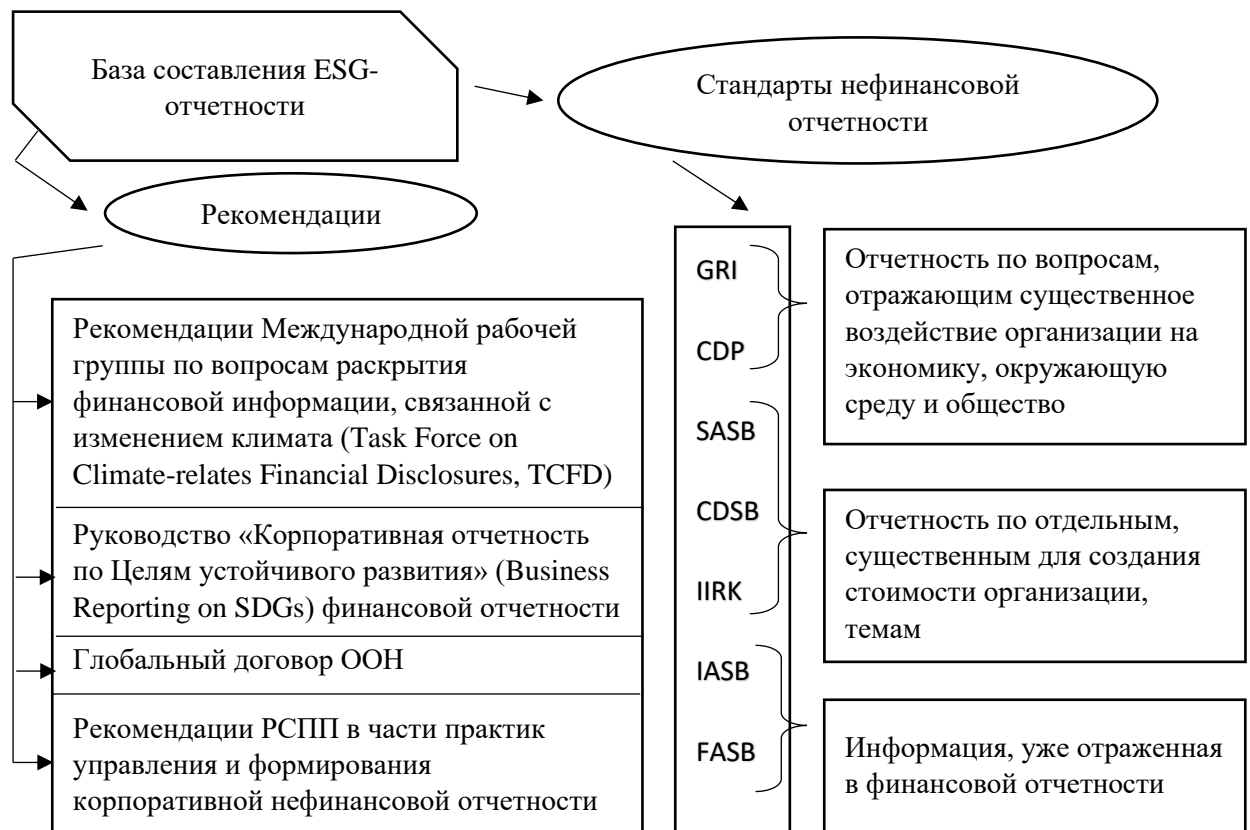 База составления ESG-
отчетности
Стандарты нефинансовой
отчетности
Рекомендации
Рекомендации Международной рабочей
группы по вопросам раскрытия
финансовой информации, связанной с
изменением климата (Task Force on
Climate-relates Financial Disclosures, TCFD)
Руководство «Корпоративная отчетность
по Целям устойчивого развития» (Business
Reporting on SDGs) финансовой отчетности
Глобальный договор ООН
Рекомендации РСПП в части практик
управления и формирования
корпоративной нефинансовой отчетности
GRI
CDP
SASB
CDSB
IIRK
IASB
FASB
Отчетность по вопросам,
отражающим существенное
воздействие организации на
экономику, окружающую
среду и общество
Отчетность по отдельным,
существенным для создания
стоимости организации,
темам
Информация, уже отраженная
в финансовой отчетности